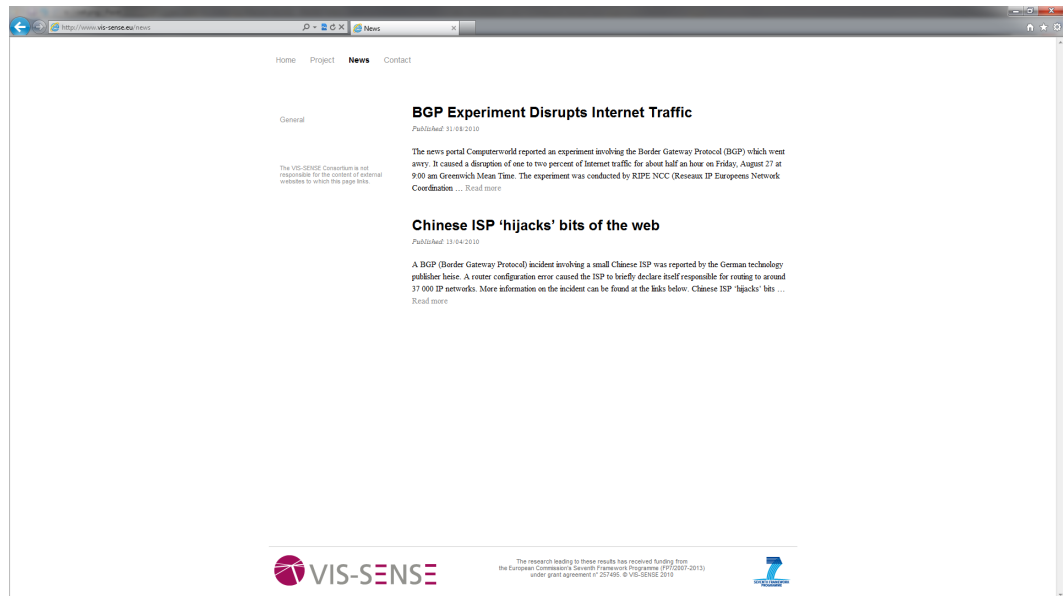 http://www.vis-sense.eu/news
News
Home Project News Contact
General
The VIS-SENSE Consortium is not
responsible for the content of external
websites to which this page links.
BGP Experiment Disrupts Internet Traffic
Published: 31/08/2010
The news portal Computerworld reported an experiment involving the Border Gateway Protocol (BGP) which went
awry. It caused a disruption of one to two percent of Internet traffic for about half an hour on Friday, August 27 at
9:00 am Greenwich Mean Time. The experiment was conducted by RIPE NCC (Reseaux IP Europeens Network
Coordination … Read more
Chinese ISP ‘hijacks’ bits of the web
Published: 13/04/2010
A BGP (Border Gateway Protocol) incident involving a small Chinese ISP was reported by the German technology
publisher heise. A router configuration error caused the ISP to briefly declare itself responsible for routing to around
37 000 IP networks. More information on the incident can be found at the links below. Chinese ISP ‘hijacks’ bits …
Read more
VIS-SENSE
The research leading to these results has received funding from
the European Commission's Seventh Framework Programme (FP7/2007-2013)
under grant agreement n° 257495. © VIS-SENSE 2010
SEVENTH FRAMEWORK
PROGRAMME